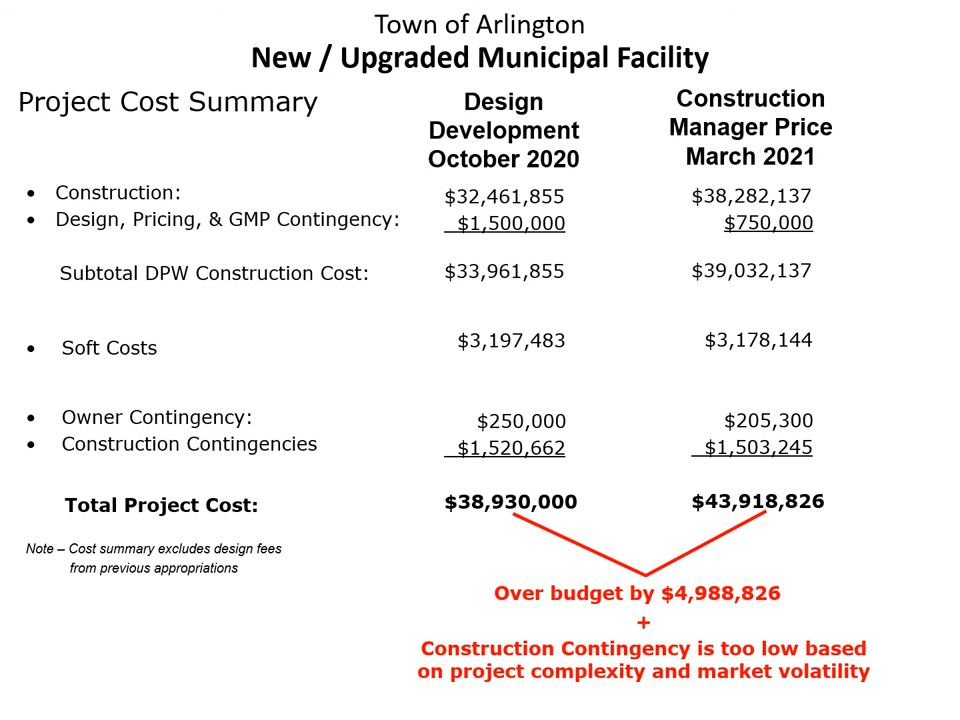 Town of Arlington
New / Upgraded Municipal Facility
Project Cost Summary
Design
Development
October 2020
Construction
Manager Price
March 2021
• Construction: $32,461,855 $38,282,137
• Design, Pricing, & GMP Contingency: $1,500,000 $750,000
Subtotal DPW Construction Cost: $33,961,855 $39,032,137
• Soft Costs $3,197,483 $3,178,144
• Owner Contingency: $250,000 $205,300
• Construction Contingencies $1,520,662 $1,503,245
Total Project Cost: $38,930,000 $43,918,826
Note – Cost summary excludes design fees
from previous appropriations
Over budget by $4,988,826
+
Construction Contingency is too low based
on project complexity and market volatility